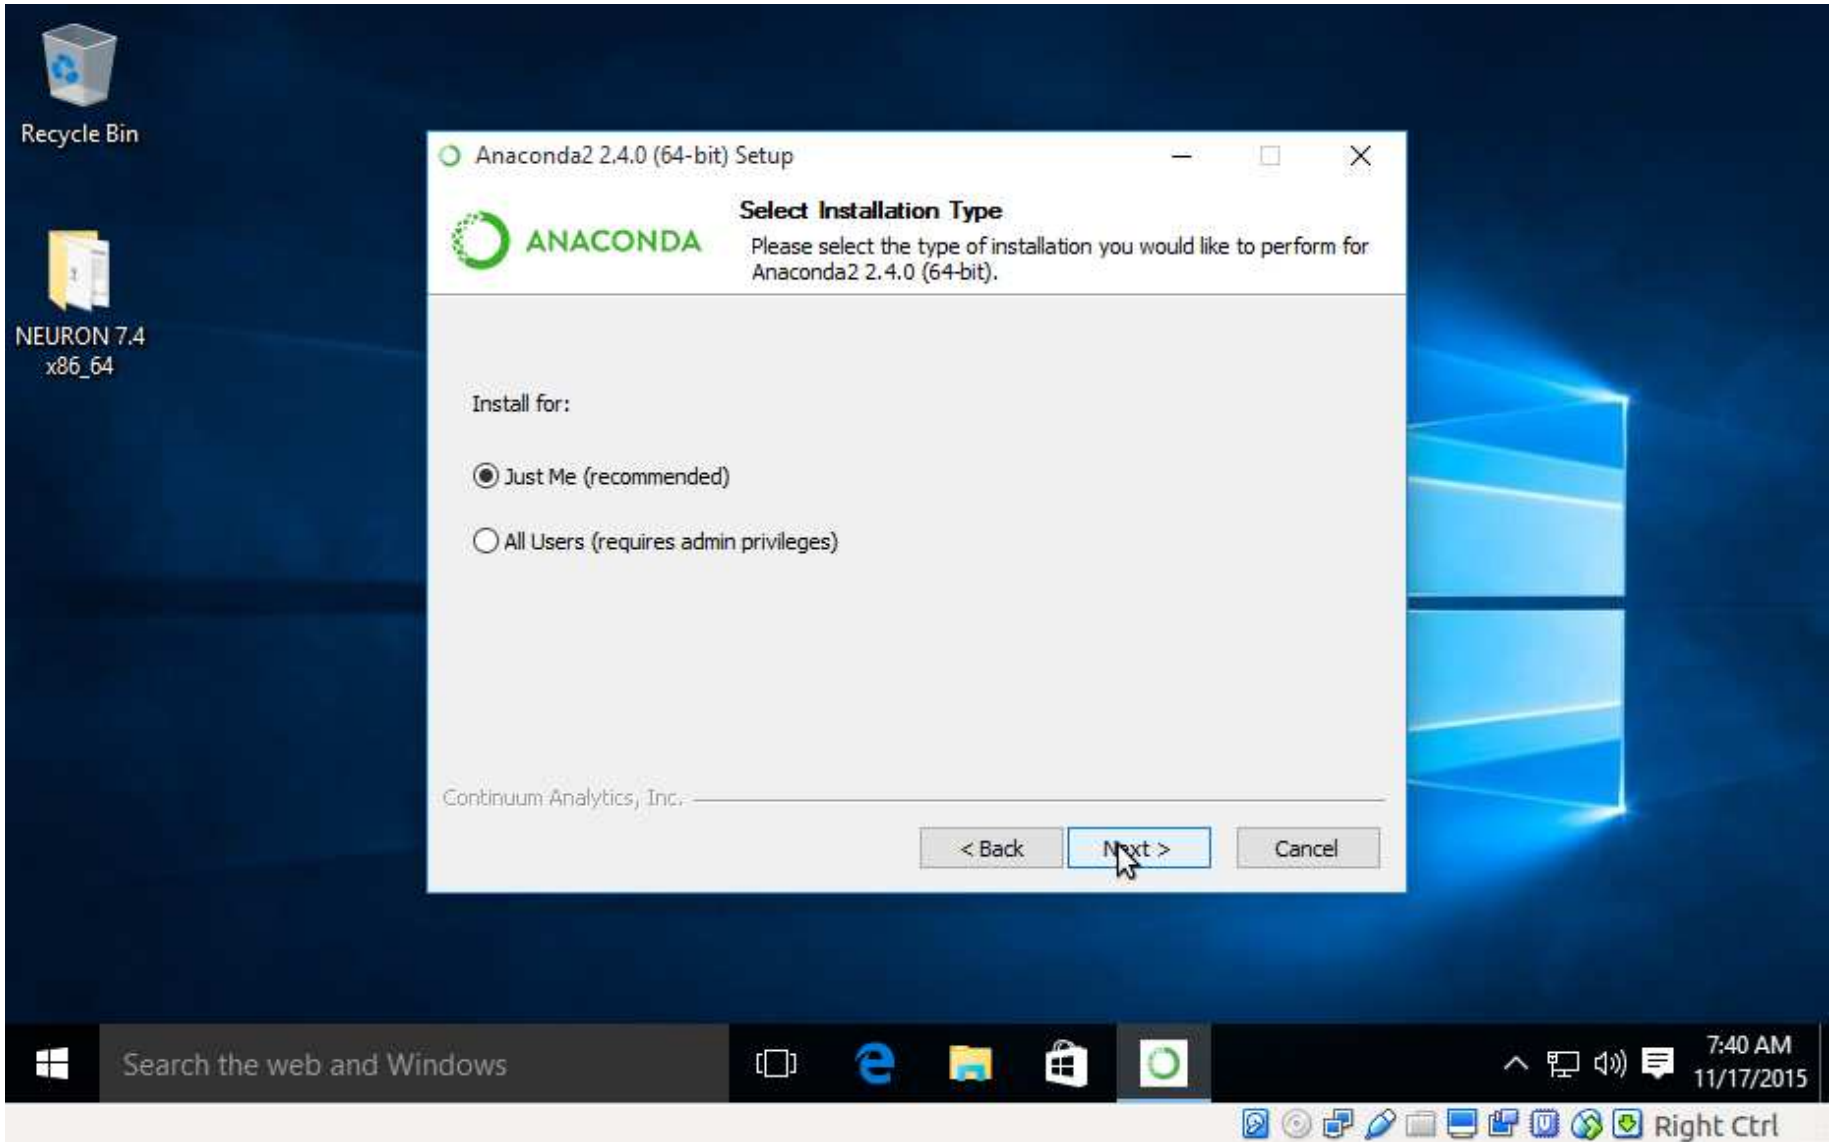 Recycle Bin
NEURON 7.4
x86_64
Anaconda2 2.4.0 (64-bit) Setup
ANACONDA
Select Installation Type
Please select the type of installation you would like to perform for
Anaconda2 2.4.0 (64-bit).
Install for:
Just Me (recommended)
All Users (requires admin privileges)
Continuum Analytics, Inc.
< Back
Next >
Cancel
Search the web and Windows
7:40 AM
11/17/2015
Right Ctrl